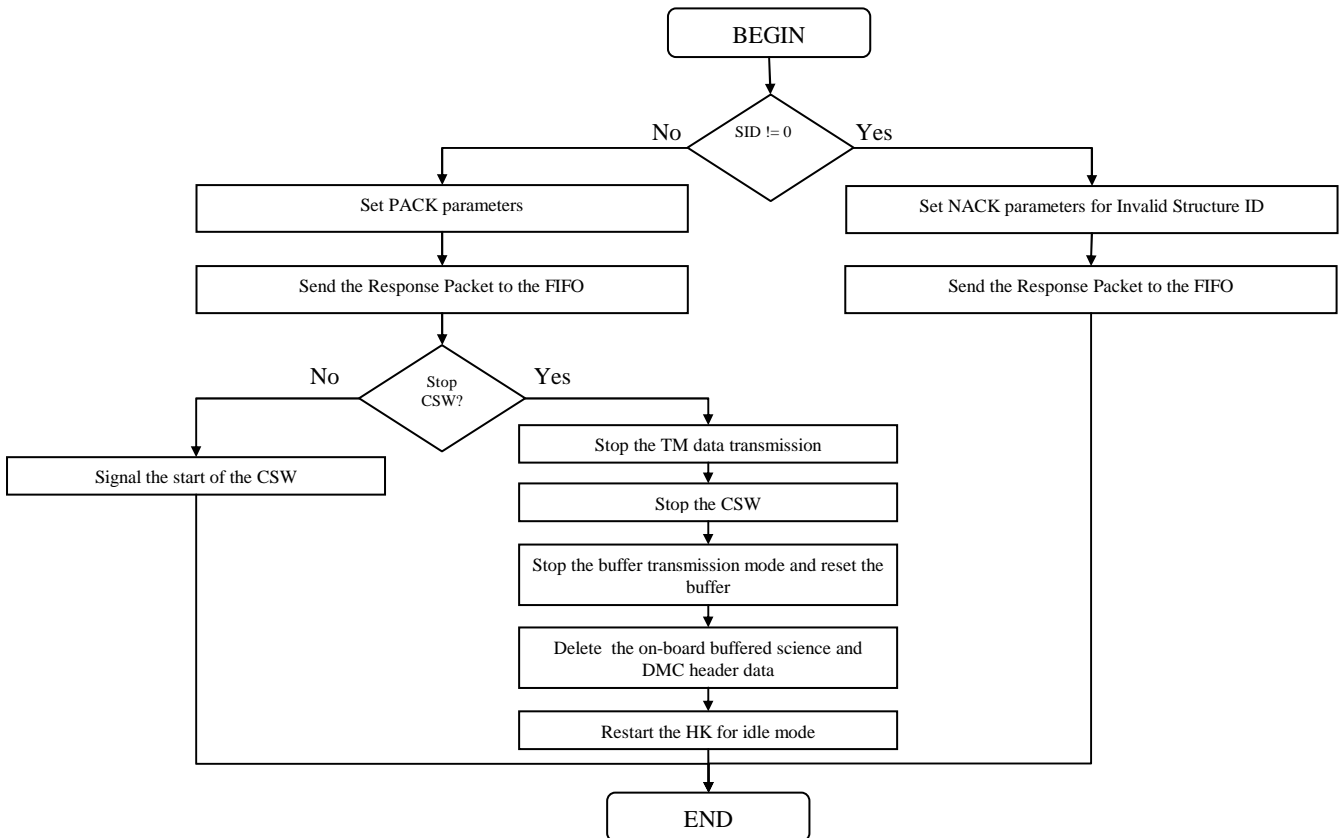 BEGIN
SID != 0
No
Yes
Set PACK parameters
Set NACK parameters for Invalid Structure ID
Send the Response Packet to the FIFO
Send the Response Packet to the FIFO
No
Stop
CSW?
Yes
Signal the start of the CSW
Stop the TM data transmission
Stop the CSW
Stop the buffer transmission mode and reset the
buffer
Delete the on-board buffered science and
DMC header data
Restart the HK for idle mode
END